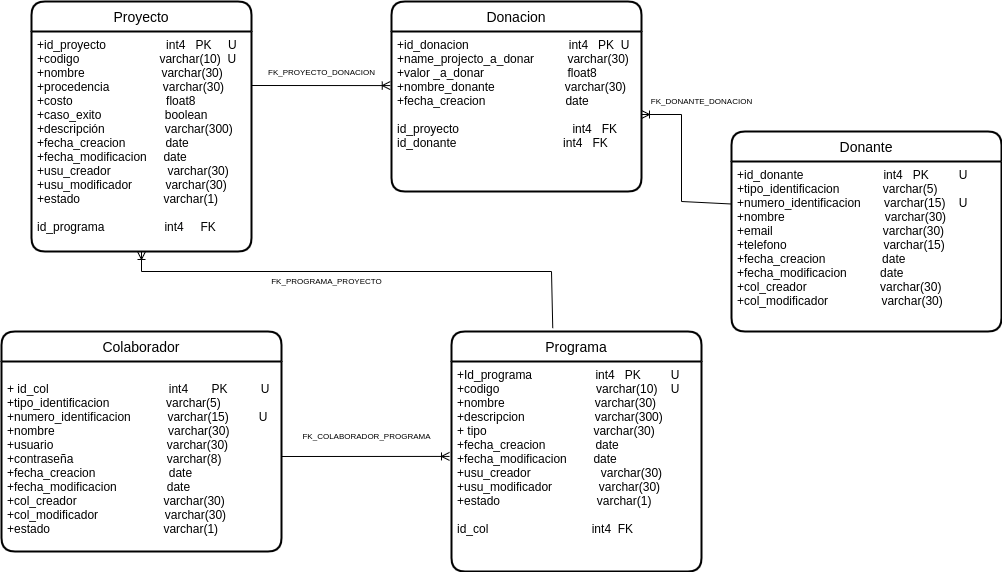 Proyecto
+id_proyecto int4 PK U
+codigo varchar(10) U
+nombre varchar(30)
+procedencia varchar(30)
+costo float8
+caso_exito boolean
+descripción varchar(300)
+fecha_creacion date
+fecha_modificacion date
+usu_creador varchar(30)
+usu_modificador varchar(30)
+estado varchar(1)
id_programa int4 FK
FK_PROYECTO_DONACION
Donacion
+id_donacion int4 PK U
+name_projecto_a_donar varchar(30)
+valor _a_donar float8
+nombre_donante varchar(30)
+fecha_creacion date
id_proyecto int4 FK
id_donante int4 FK
FK_DONANTE_DONACION
Donante
+id_donante int4 PK U
+tipo_identificacion varchar(5)
+numero_identificacion varchar(15) U
+nombre varchar(30)
+email varchar(30)
+telefono varchar(15)
+fecha_creacion date
+fecha_modificacion date
+col_creador varchar(30)
+col_modificador varchar(30)
FK_PROGRAMA_PROYECTO
Colaborador
+ id_col int4 PK U
+tipo_identificacion varchar(5)
+numero_identificacion varchar(15) U
+nombre varchar(30)
+usuario varchar(30)
+contraseña varchar(8)
+fecha_creacion date
+fecha_modificacion date
+col_creador varchar(30)
+col_modificador varchar(30)
+estado varchar(1)
FK_COLABORADOR_PROGRAMA
Programa
+Id_programa int4 PK U
+codigo varchar(10) U
+nombre varchar(30)
+descripcion varchar(300)
+ tipo varchar(30)
+fecha_creacion date
+fecha_modificacion date
+usu_creador varchar(30)
+usu_modificador varchar(30)
+estado varchar(1)
id_col int4 FK